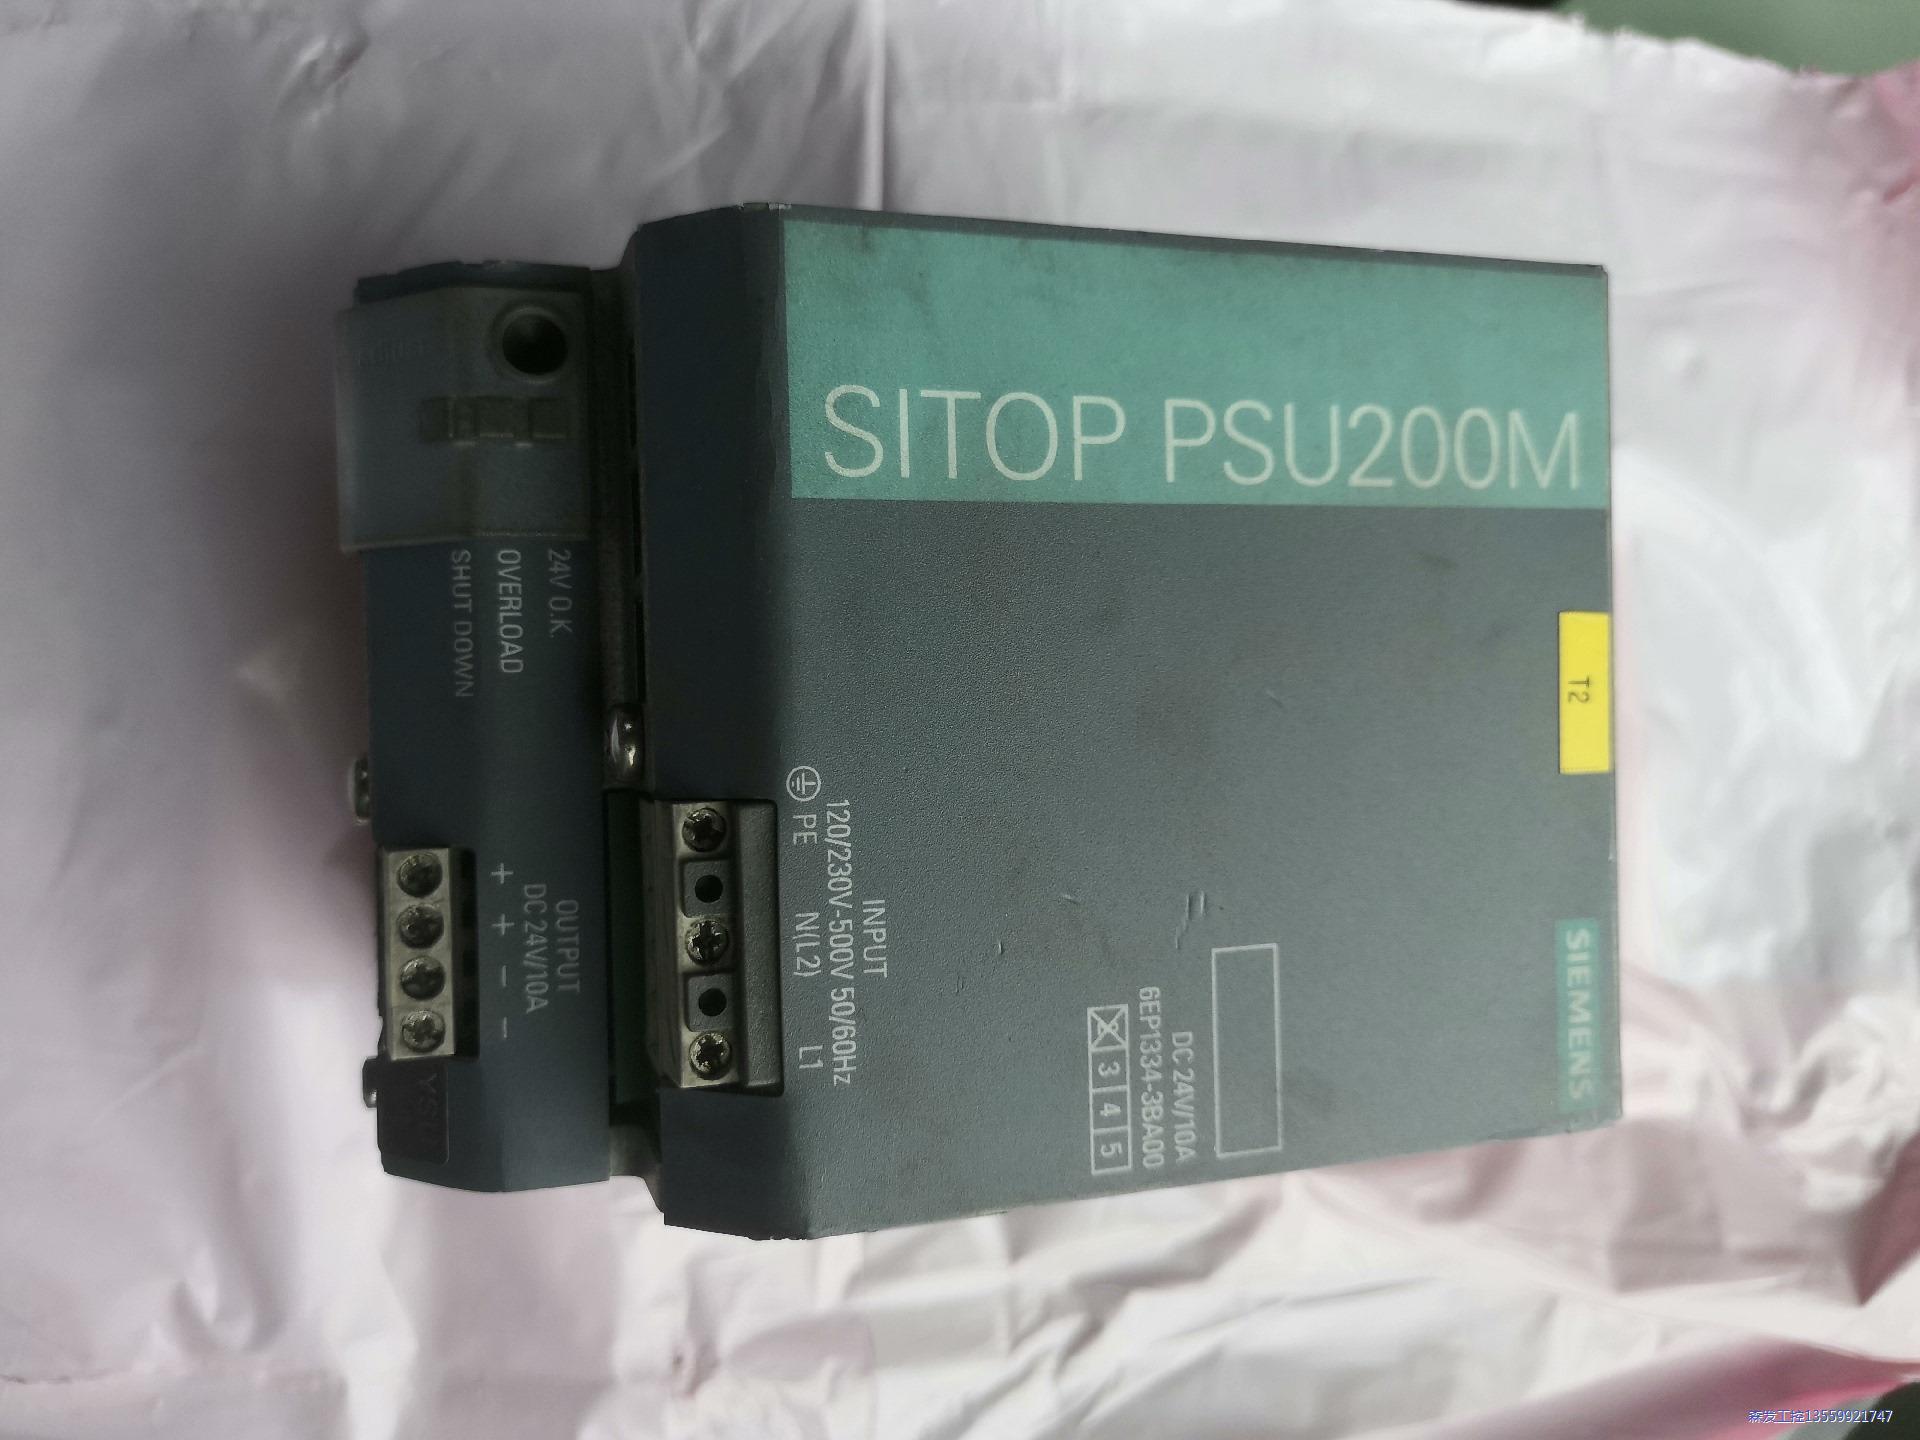 SITOP PSU200M
24V O.K.
OVERLOAD
SHUT DOWN
T2
INPUT
120/230V-500V 50/60Hz
PE N(L2) L1
OUTPUT
DC 24V/10A
+ + - -
DC 24V/10A
6EP1334-3BA00
X 3 4 5
SIEMENS
森发工控13559921747